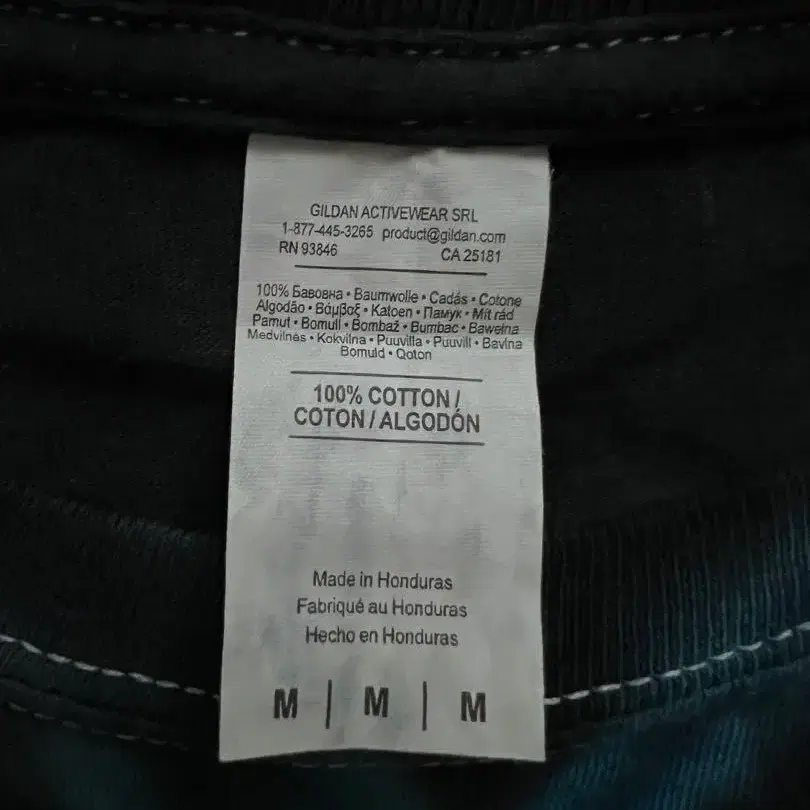 GILDAN ACTIVEWEAR SRL
1-877-445-3265 product@gildan.com
RN 93846 CA 25181
100% Бавовна • Baumwolle • Cadás • Cotone
Algodão • Βάμβαξ • Katoen • Памук • Mit rád
Pamut • Bomull • Bombaž • Bumbac • Bawełna
Medvilnės • Kokvilna • Puuvilla • Puuvill • Bavlna
Bomuld • Qoton
100% COTTON /
COTON / ALGODÓN
Made in Honduras
Fabriqué au Honduras
Hecho en Honduras
M | M | M